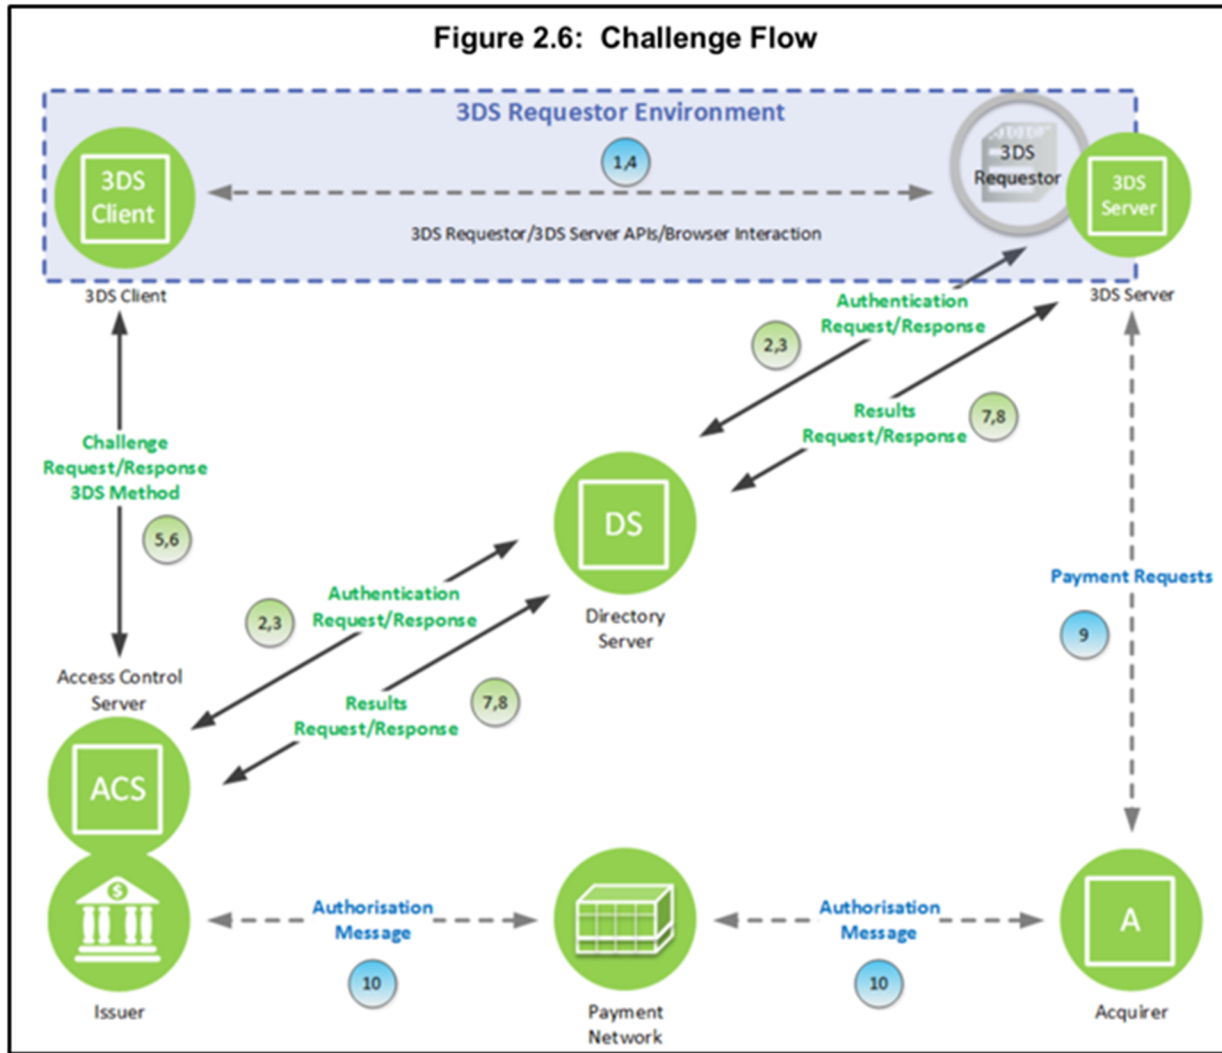 Figure 2.6:  Challenge Flow
3DS Requestor Environment
1,4
3DS
Client
3DS
Requestor
3DS
Server
3DS Requestor/3DS Server APIs/Browser Interaction
3DS Client
3DS Server
Authentication
Request/Response
2,3
Results
Request/Response
7,8
Challenge
Request/Response
3DS Method
5,6
DS
Directory
Server
Payment Requests
9
Authentication
Request/Response
2,3
Results
Request/Response
7,8
Access Control
Server
ACS
$
Issuer
Authorisation
Message
10
Payment
Network
Authorisation
Message
10
A
Acquirer